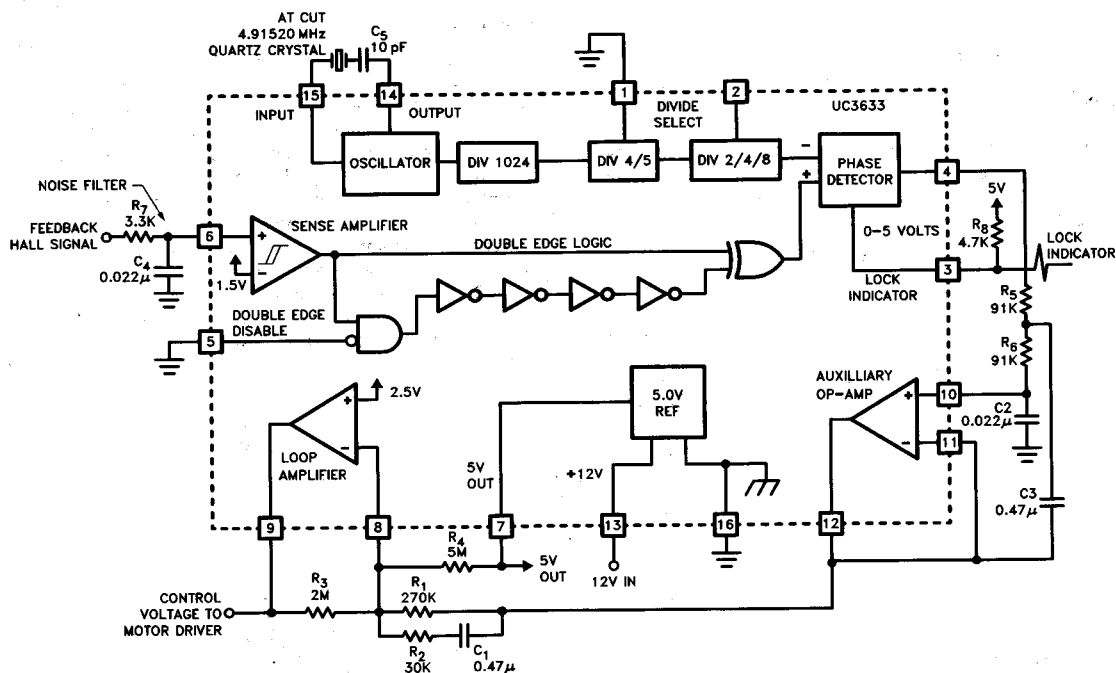 AT CUT
4.91520 MHz
QUARTZ CRYSTAL
C5
10 pF
15
14
1
2
INPUT
OUTPUT
DIVIDE
SELECT
UC3633
OSCILLATOR
DIV 1024
DIV 4/5
DIV 2/4/8
−
+
PHASE
DETECTOR
4
NOISE FILTER
R7
3.3K
FEEDBACK
HALL SIGNAL
6
C4
0.022μ
SENSE AMPLIFIER
+
−
1.5V
DOUBLE EDGE LOGIC
0–5 VOLTS
5V
R8
4.7K
LOCK
INDICATOR
3
LOCK
INDICATOR
DOUBLE EDGE
DISABLE
5
R5
91K
R6
91K
2.5V
+
−
LOOP
AMPLIFIER
5.0V
REF
AUXILLIARY
OP-AMP
+
−
10
11
C2
0.022μ
C3
0.47μ
5V
OUT
+12V
9
8
7
13
16
12
R4
5M
5V
OUT
12V IN
CONTROL
VOLTAGE TO
MOTOR DRIVER
R3
2M
R1
270K
R2
30K
C1
0.47μ